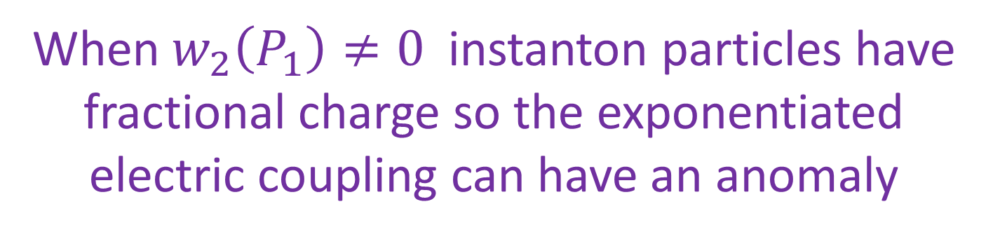 When 𝑤₂(𝑃₁) ≠ 0 instanton particles have
fractional charge so the exponentiated
electric coupling can have an anomaly